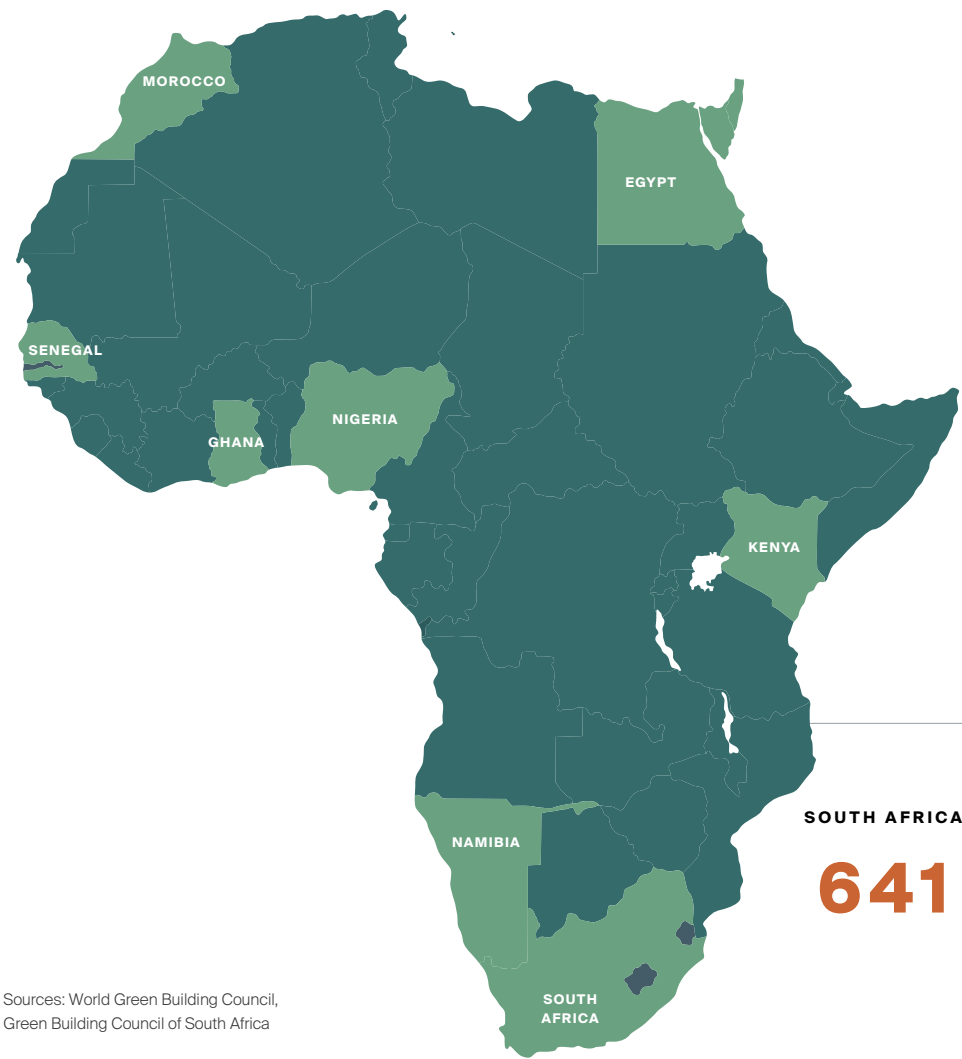 MOROCCO
EGYPT
SENEGAL
NIGERIA
GHANA
KENYA
SOUTH AFRICA
NAMIBIA
641
SOUTH
AFRICA
Sources: World Green Building Council,
Green Building Council of South Africa